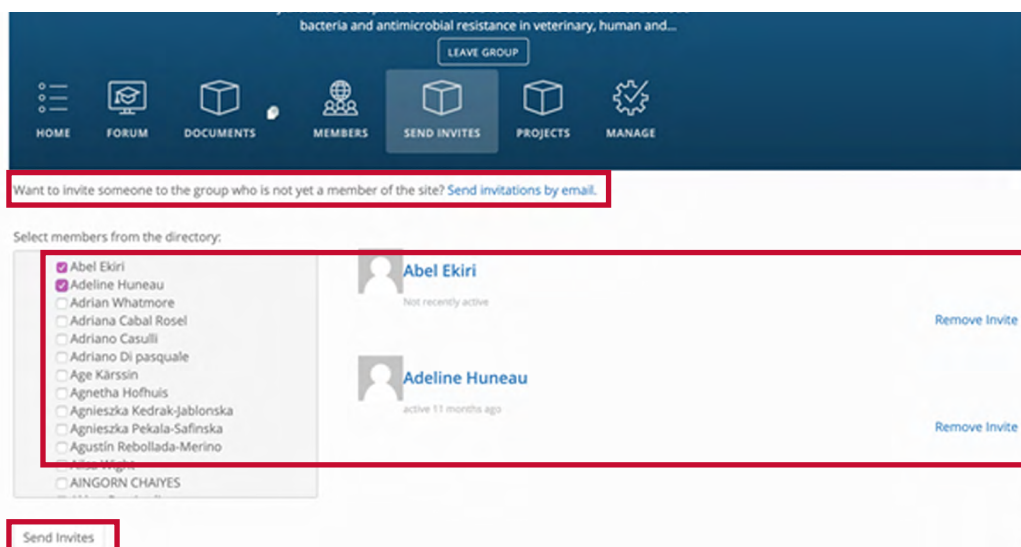 bacteria and antimicrobial resistance in veterinary, human and...
LEAVE GROUP
HOME FORUM DOCUMENTS MEMBERS SEND INVITES PROJECTS MANAGE
Want to invite someone to the group who is not yet a member of the site? Send invitations by email.
Select members from the directory:
Abel Ekiri
Adeline Huneau
Adrian Whatmore
Adriana Cabal Rosel
Adriano Casulli
Adriano Di pasquale
Age Kärssin
Agnetha Hofhuis
Agnieszka Kedrak-Jablonska
Agnieszka Pekala-Safinska
Agustín Rebollada-Merino
AINGORN CHAIYES
Abel Ekiri
Not recently active
Remove Invite
Adeline Huneau
active 11 months ago
Remove Invite
Send Invites